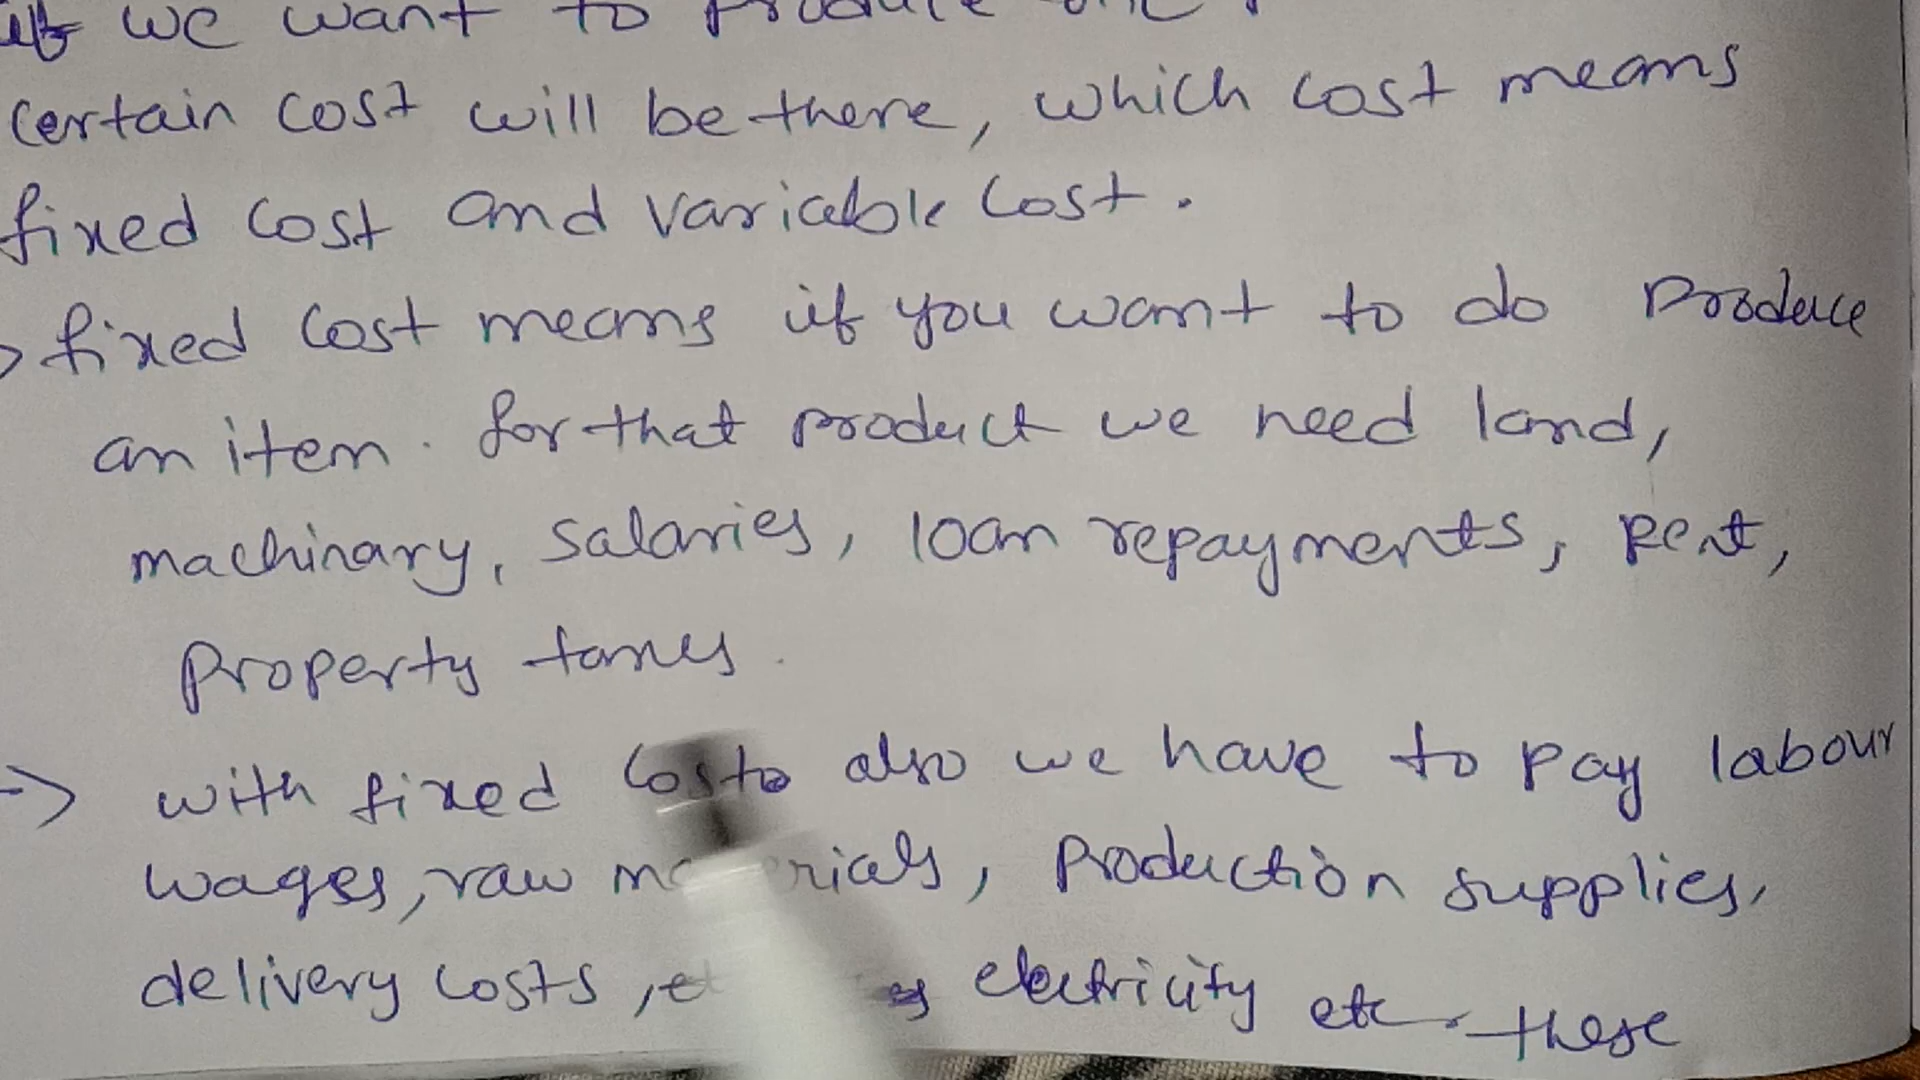 if we want to produce
certain cost will be there, which cost means
fixed cost and variable cost.
> fixed cost means if you want to do produce
an item. for that product we need land,
machinary, salaries, loan repayments, Rent,
property taxes.
-> with fixed costs also we have to pay labour
wages, raw materials, production supplies,
delivery costs, electricity etc. these